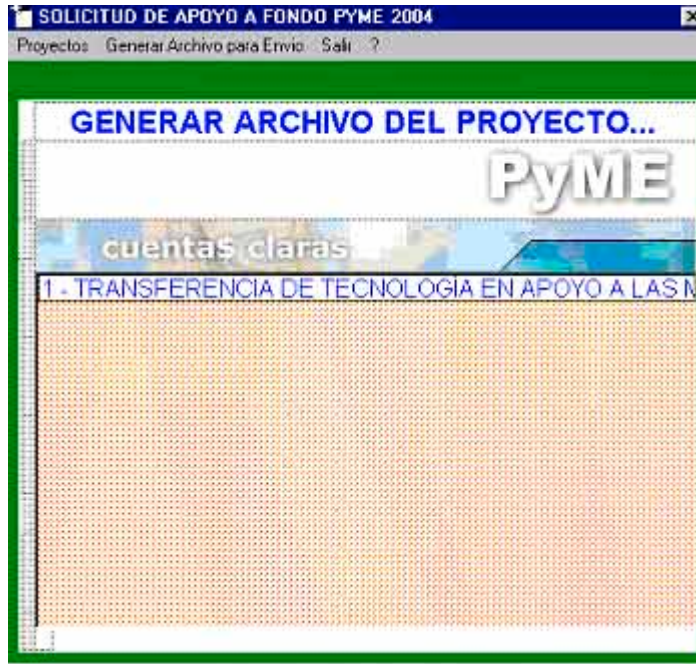 SOLICITUD DE APOYO A FONDO PYME 2004
Proyectos Generar Archivo para Envio Salir ?
GENERAR ARCHIVO DEL PROYECTO...
PyME
cuentas claras
1 - TRANSFERENCIA DE TECNOLOGÍA EN APOYO A LAS M